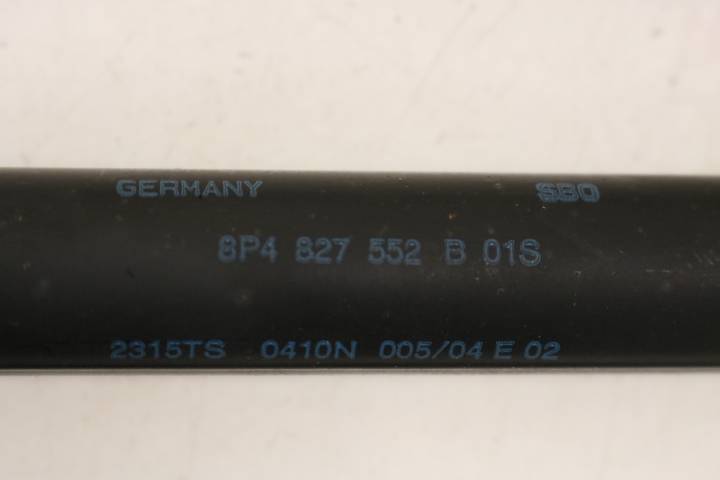 GERMANY SBO
8P4 827 552 B 01S
2315TS 0410N 005/04 E 02